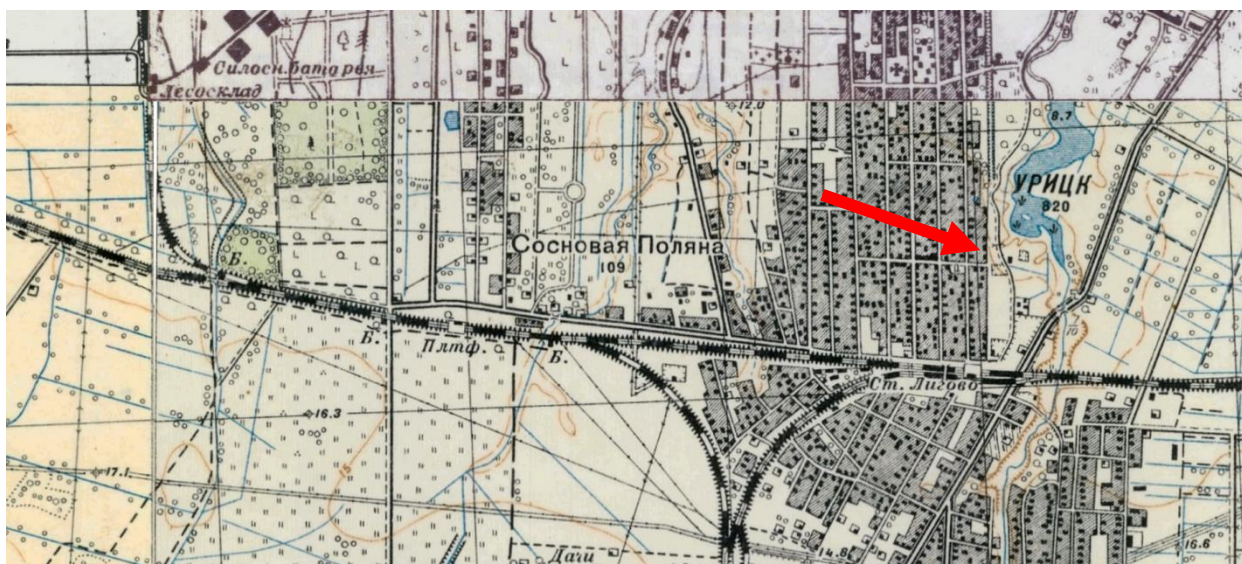 Силосн. батарея
Лесосклад
12.0
8.7
УРИЦК
820
Сосновая Поляна
109
Б.
Б.
Плтф.
Б.
Ст. Лигово
16.3
15
17.1
Дачи
14.8
16.6